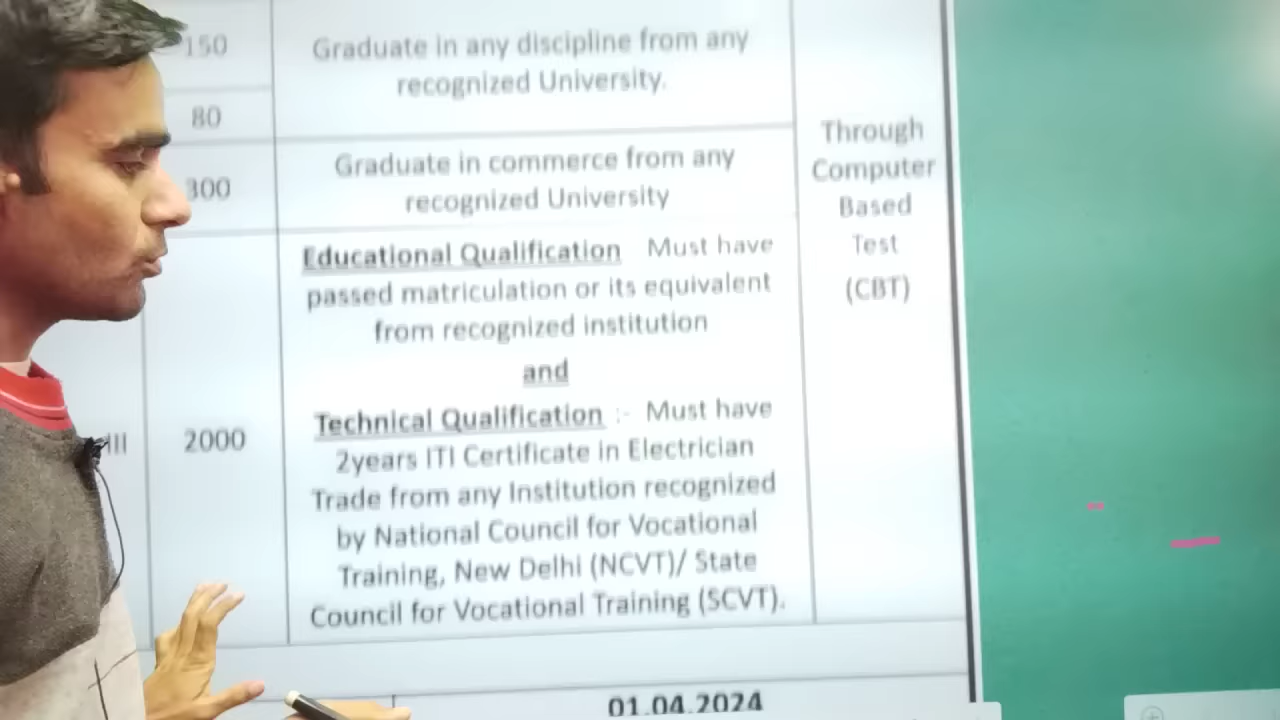 150
Graduate in any discipline from any
recognized University.
80
300
Graduate in commerce from any
recognized University
III
2000
Educational Qualification Must have
passed matriculation or its equivalent
from recognized institution
and
Technical Qualification :- Must have
2years ITI Certificate in Electrician
Trade from any Institution recognized
by National Council for Vocational
Training, New Delhi (NCVT)/ State
Council for Vocational Training (SCVT).
Through
Computer
Based
Test
(CBT)
01.04.2024